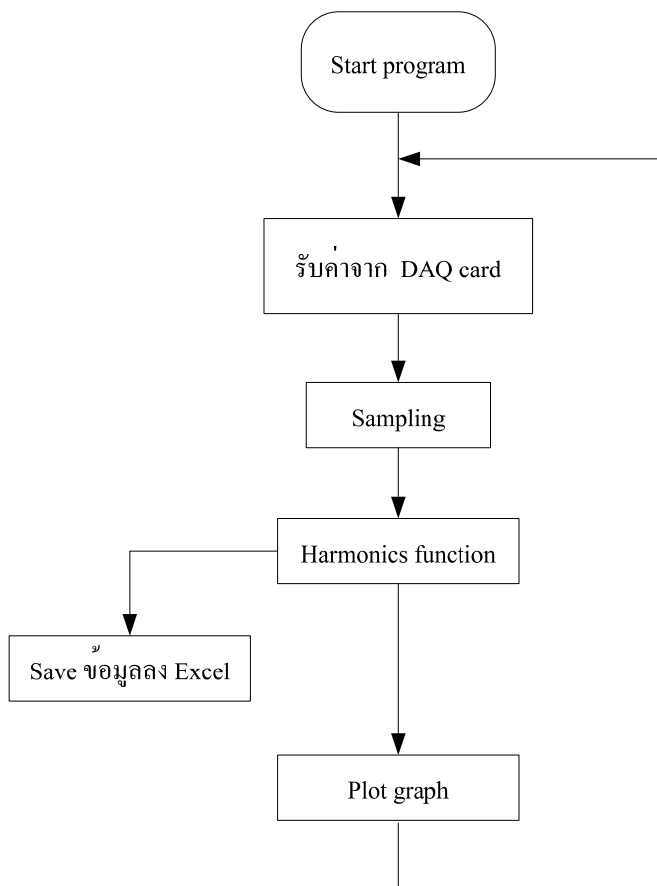 Start program
รับค่าจาก DAQ card
Sampling
Harmonics function
Save ข้อมูลลง Excel
Plot graph